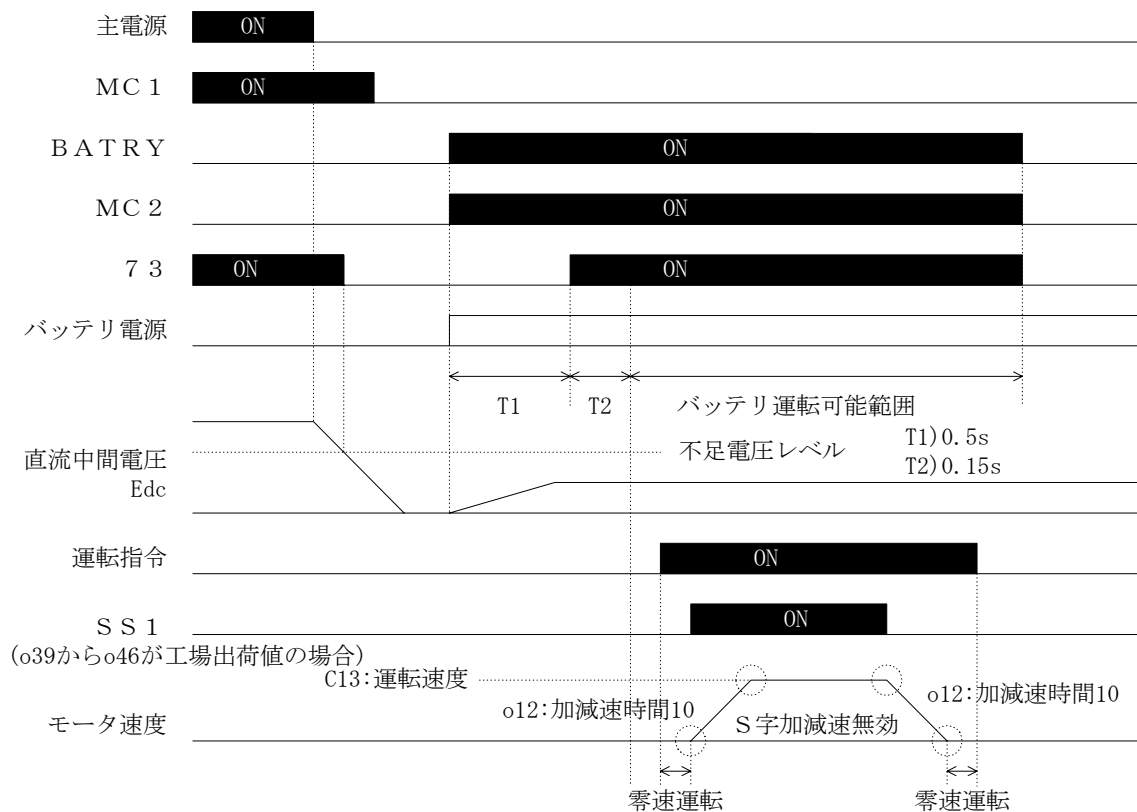 主電源
ON
ＭＣ１
ON
ＢＡＴＲＹ
ON
ＭＣ２
ON
７３
ON
ON
バッテリ電源
T1
T2
バッテリ運転可能範囲
不足電圧レベル
T1)0.5s
T2)0.15s
直流中間電圧
Edc
運転指令
ON
ＳＳ１
ON
(o39からo46が工場出荷値の場合)
C13:運転速度
o12:加減速時間10
o12:加減速時間10
Ｓ字加減速無効
モータ速度
零速運転
零速運転